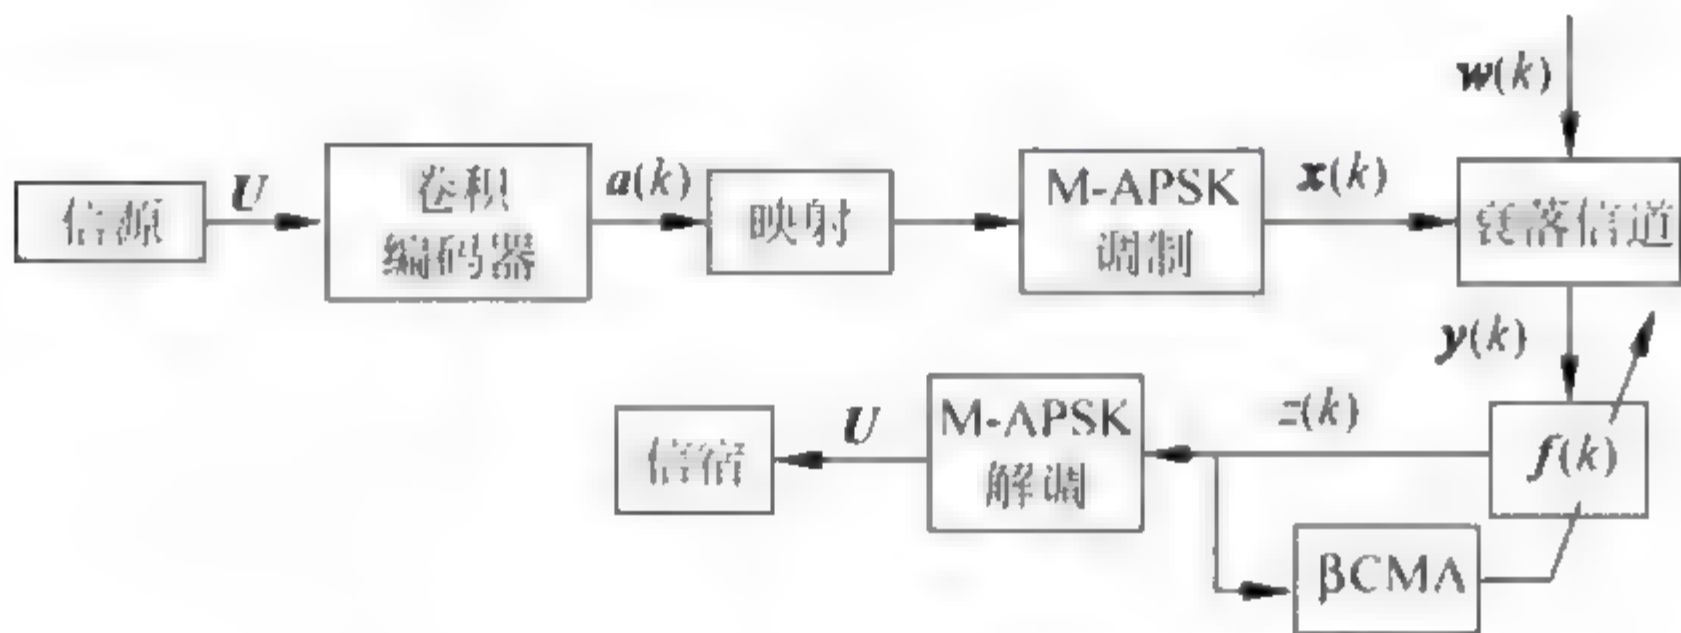 信源
U
卷积
编码器
a(k)
映射
M-APSK
调制
x(k)
w(k)
衰落信道
y(k)
f(k)
z(k)
βCMA
M-APSK
解调
U
信宿